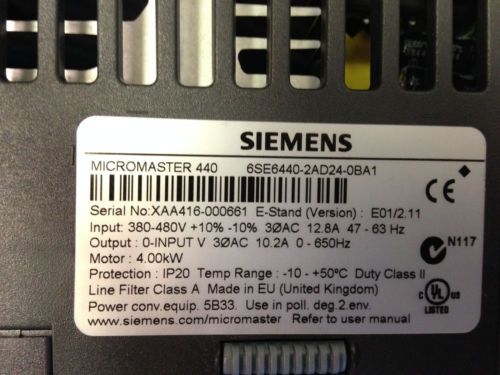 SIEMENS
MICROMASTER 440 6SE6440-2AD24-0BA1
Serial No:XAA416-000661 E-Stand (Version) : E01/2.11
Input: 380-480V +10% -10% 3ØAC 12.8A 47 - 63 Hz
Output : 0-INPUT V 3ØAC 10.2A 0 - 650Hz
Motor : 4.00kW
Protection : IP20 Temp Range : -10 - +50ºC Duty Class II
Line Filter Class A Made in EU (United Kingdom)
Power conv.equip. 5B33. Use in poll. deg.2.env.
www.siemens.com/micromaster Refer to user manual
CE
N117
C UL US
LISTED